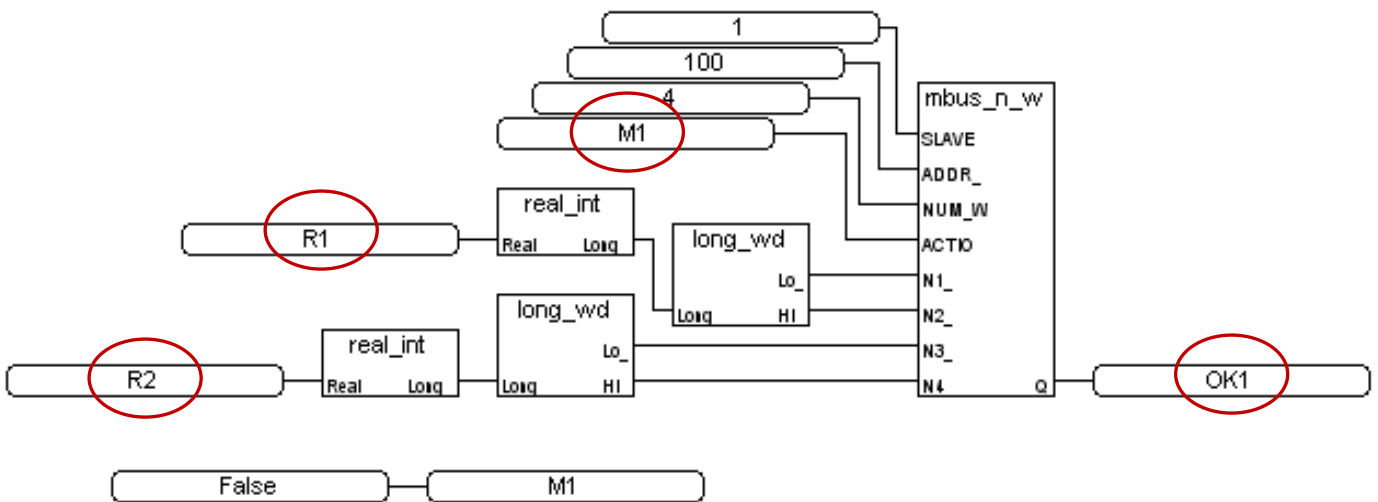 1
100
4
M1
mbus_n_w
SLAVE
ADDR_
NUM_W
ACTIO
N1_
N2_
N3_
N4 Q
real_int
Real Long
R1
long_wd
Lo_
Long HI
long_wd
Lo_
Long HI
real_int
Real Long
R2
OK1
False
M1